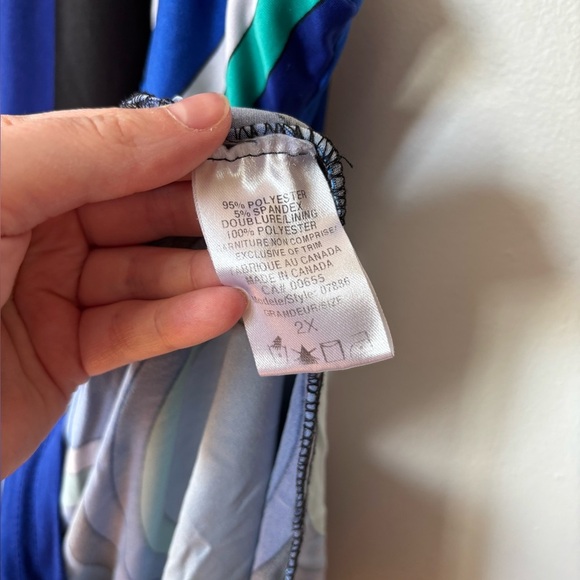 95% POLYESTER
5% SPANDEX
DOUBLURE/LINING
100% POLYESTER
GARNITURE NON COMPRISE/
EXCLUSIVE OF TRIM
FABRIQUE AU CANADA
MADE IN CANADA
CA# 00655
Modele/Style: 07886
GRANDEUR/SIZE
2X